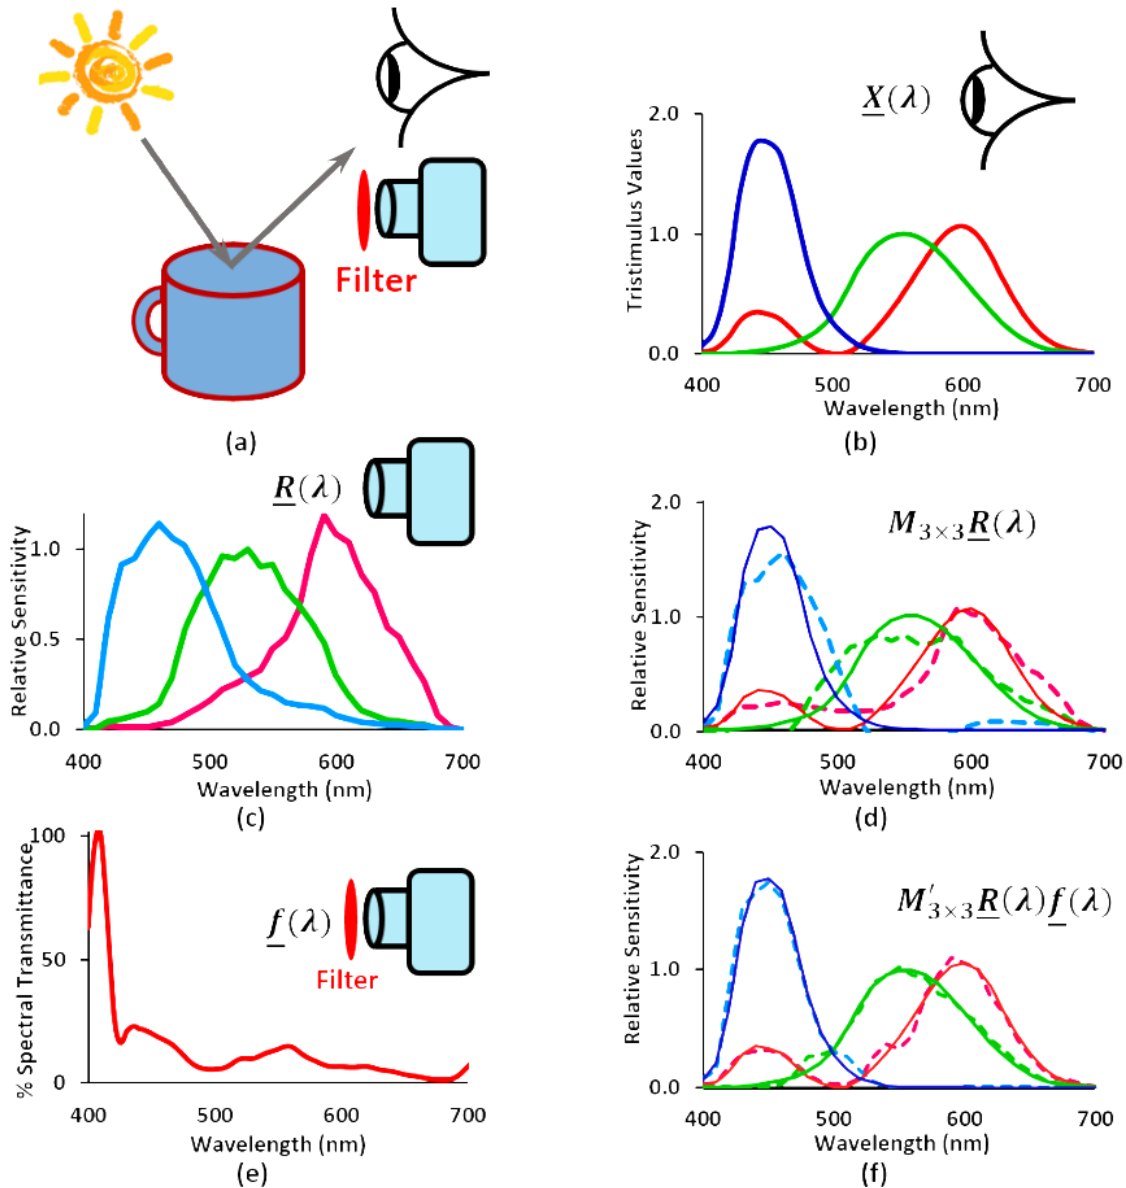 Filter
(a)
X(λ)
Tristimulus Values
2.0
1.0
0.0
400
500
600
700
Wavelength (nm)
(b)
R(λ)
Relative Sensitivity
1.0
0.5
0.0
400
500
600
700
Wavelength (nm)
(c)
M3×3R(λ)
Relative Sensitivity
2.0
1.0
0.0
400
500
600
700
Wavelength (nm)
(d)
f(λ)
Filter
% Spectral Transmittance
100
50
0
400
500
600
700
Wavelength (nm)
(e)
M′3×3R(λ)f(λ)
Relative Sensitivity
2.0
1.0
0.0
400
500
600
700
Wavelength (nm)
(f)